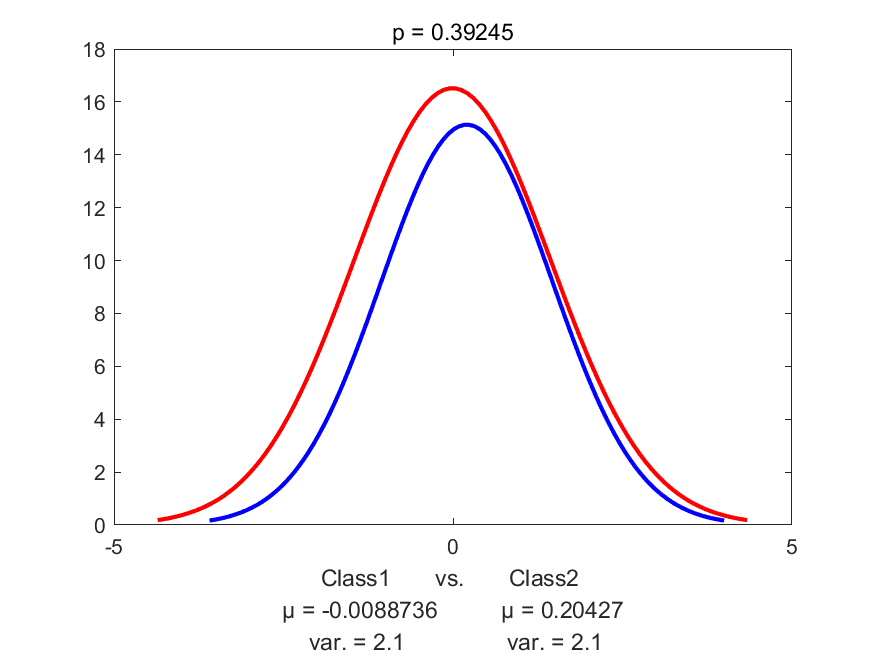 p = 0.39245
18
16
14
12
10
8
6
4
2
0
-5 0 5
Class1 vs. Class2
μ = -0.0088736 μ = 0.20427
var. = 2.1 var. = 2.1